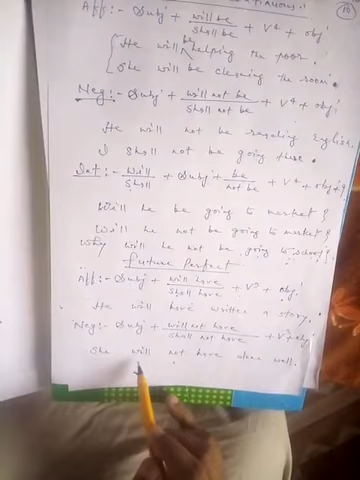 10
Continuous :-
Aff :- Subj + will be / shall be + V⁴ + obj
He will be helping the poor.
She will be cleaning the room.
Neg :- Subj + will not be / shall not be + V⁴ + obj
He will not be reading English.
I shall not be going there.
Int :- will / shall + Subj + be / not be + V⁴ + obj + ?
Will he be going to market ?
Will he not be going to market ?
Why will he not be going to school ?
Future Perfect
Aff :- Subj + will have / shall have + V³ + obj
He will have written a story.
Neg :- Subj + will not have / shall not have + V³ + obj
She will not have done well.